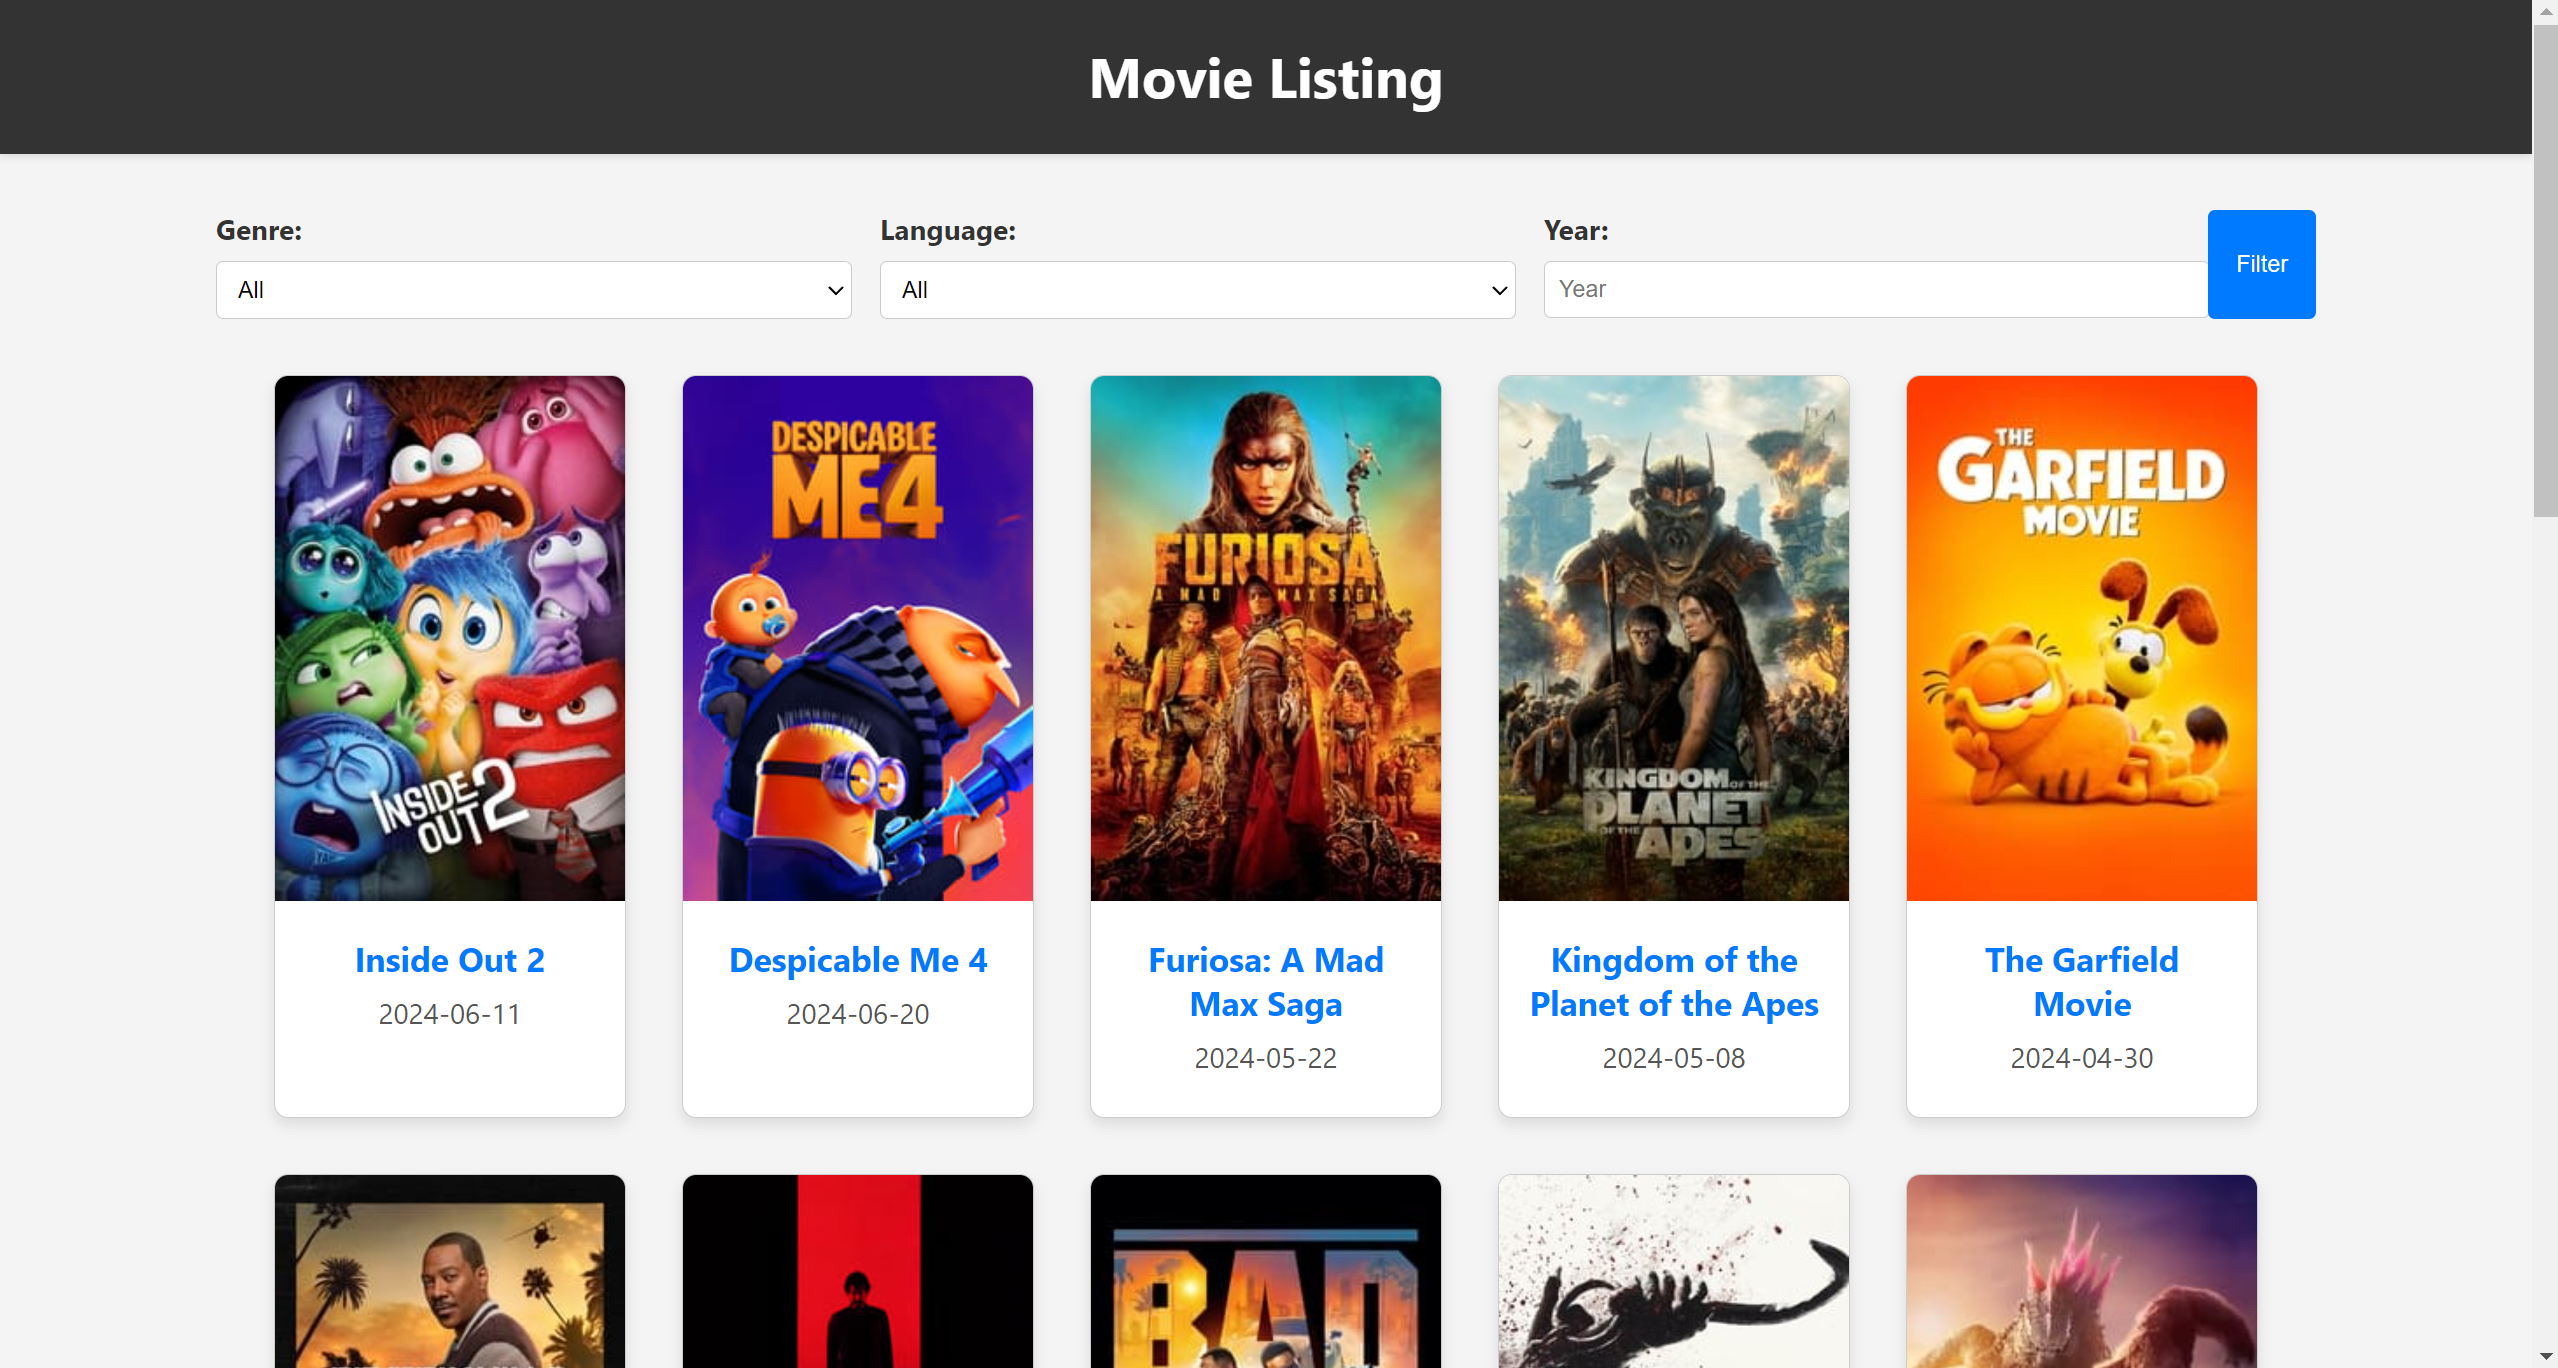 Movie Listing
Genre:
Language:
Year:
All
All
Year
Filter
INSIDE
OUT 2
DESPICABLE
ME 4
FURIOSA
A MAD MAX SAGA
KINGDOM OF THE
PLANET
OF THE APES
THE
GARFIELD
MOVIE
Inside Out 2
2024-06-11
Despicable Me 4
2024-06-20
Furiosa: A Mad
Max Saga
2024-05-22
Kingdom of the
Planet of the Apes
2024-05-08
The Garfield
Movie
2024-04-30
BAD